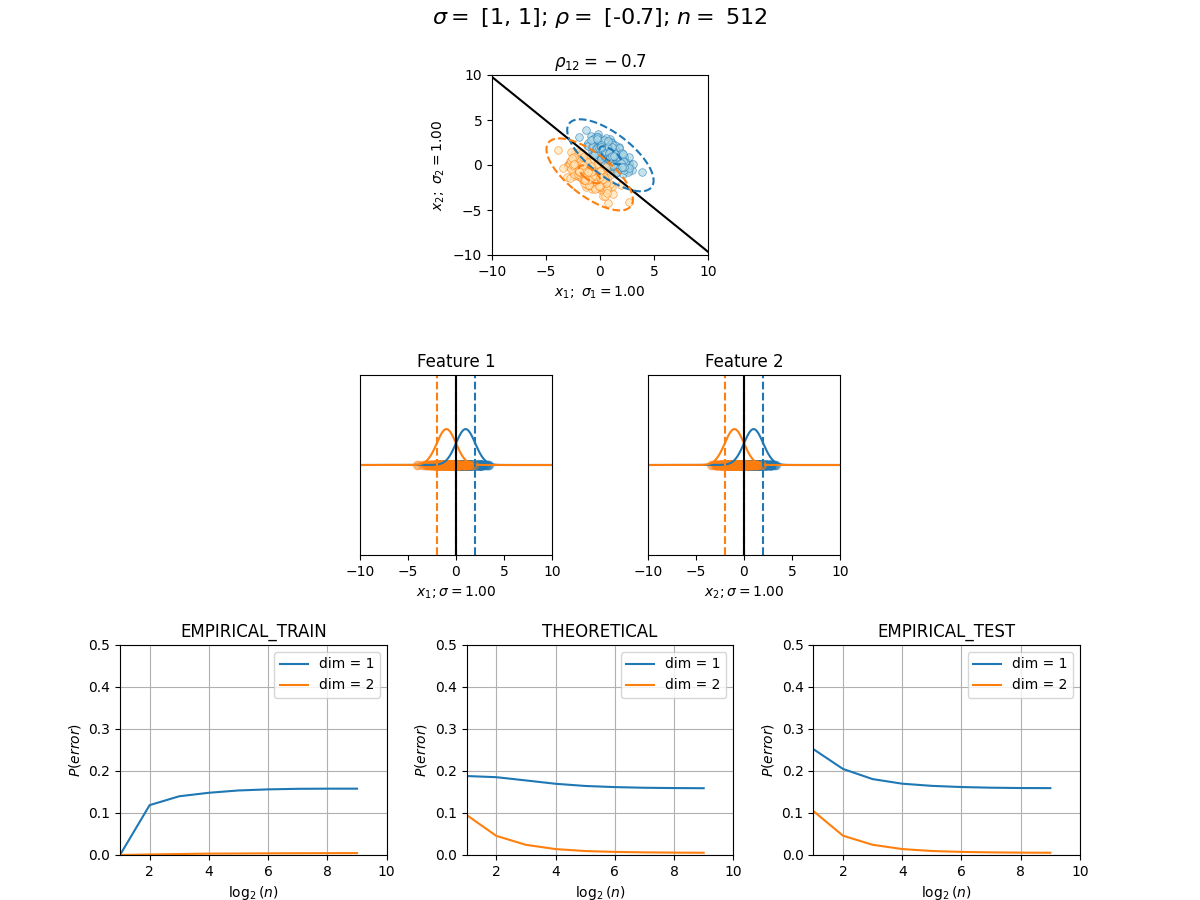 σ = [1, 1]; ρ = [-0.7]; n = 512
ρ₁₂ = −0.7
10
5
0
−5
−10
x₂; σ₂ = 1.00
−10 −5 0 5 10
x₁; σ₁ = 1.00
Feature 1
−10 −5 0 5 10
x₁; σ = 1.00
Feature 2
−10 −5 0 5 10
x₂; σ = 1.00
EMPIRICAL_TRAIN
dim = 1
dim = 2
0.5
0.4
0.3
0.2
0.1
0.0
P(error)
2 4 6 8 10
log₂(n)
THEORETICAL
dim = 1
dim = 2
0.5
0.4
0.3
0.2
0.1
0.0
P(error)
2 4 6 8 10
log₂(n)
EMPIRICAL_TEST
dim = 1
dim = 2
0.5
0.4
0.3
0.2
0.1
0.0
P(error)
2 4 6 8 10
log₂(n)